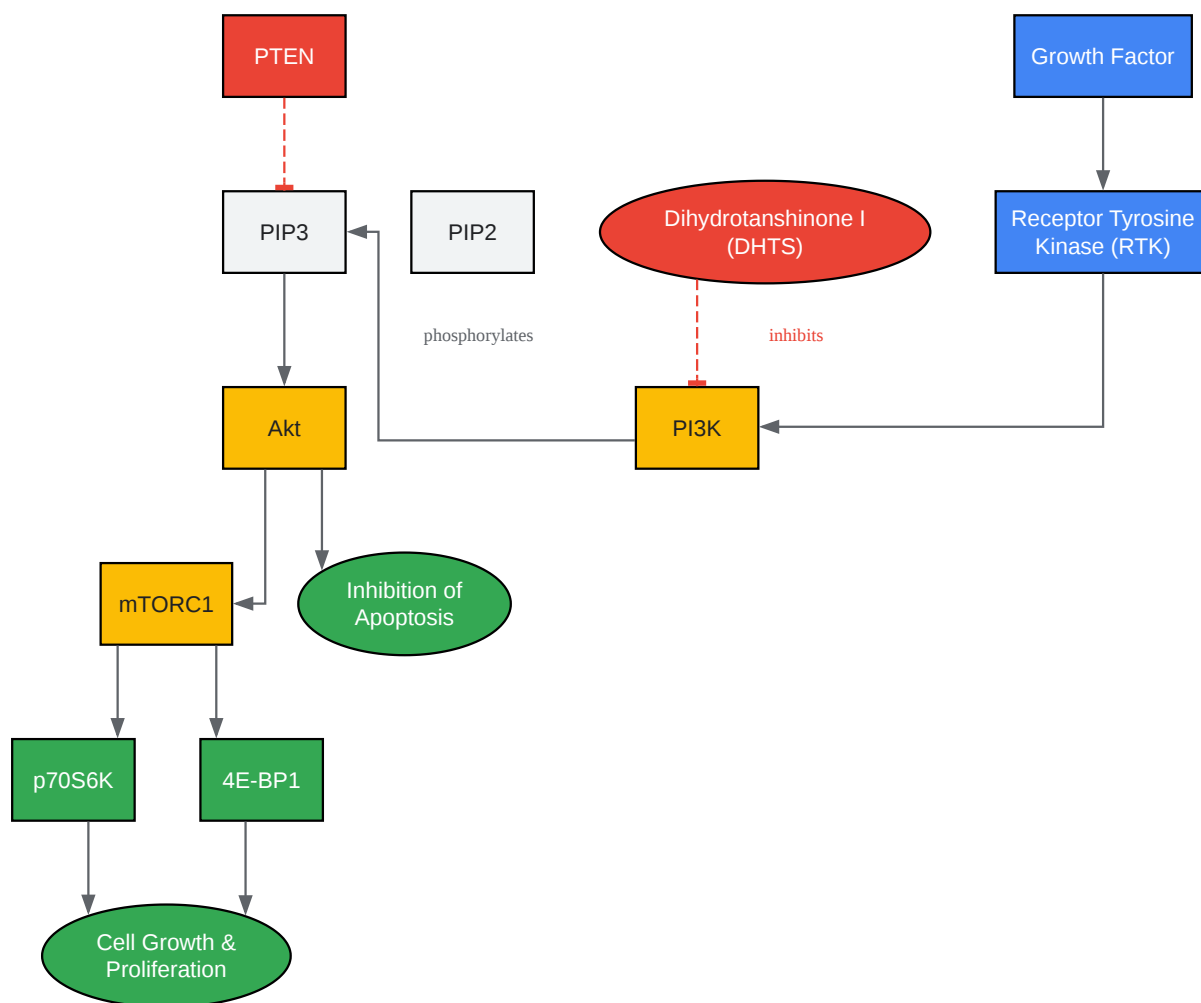 PTEN
Growth Factor
PIP3
PIP2
Dihydrotanshinone I
(DHTS)
Receptor Tyrosine
Kinase (RTK)
phosphorylates
inhibits
Akt
PI3K
mTORC1
Inhibition of
Apoptosis
p70S6K
4E-BP1
Cell Growth &
Proliferation